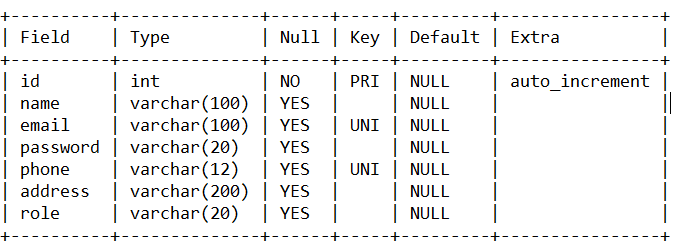 +----------+--------------+------+-----+---------+----------------+
| Field    | Type         | Null | Key | Default | Extra          |
+----------+--------------+------+-----+---------+----------------+
| id       | int          | NO   | PRI | NULL    | auto_increment |
| name     | varchar(100) | YES  |     | NULL    |                |
| email    | varchar(100) | YES  | UNI | NULL    |                |
| password | varchar(20)  | YES  |     | NULL    |                |
| phone    | varchar(12)  | YES  | UNI | NULL    |                |
| address  | varchar(200) | YES  |     | NULL    |                |
| role     | varchar(20)  | YES  |     | NULL    |                |
+----------+--------------+------+-----+---------+----------------+